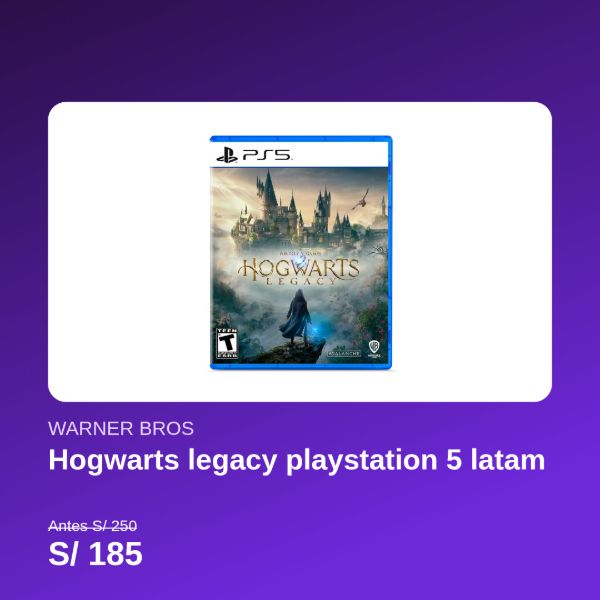 PS5
HOGWARTS
LEGACY
TEEN
T
ESRB
AVALANCHE
WARNER BROS
Hogwarts legacy playstation 5 latam
Antes S/ 250
S/ 185